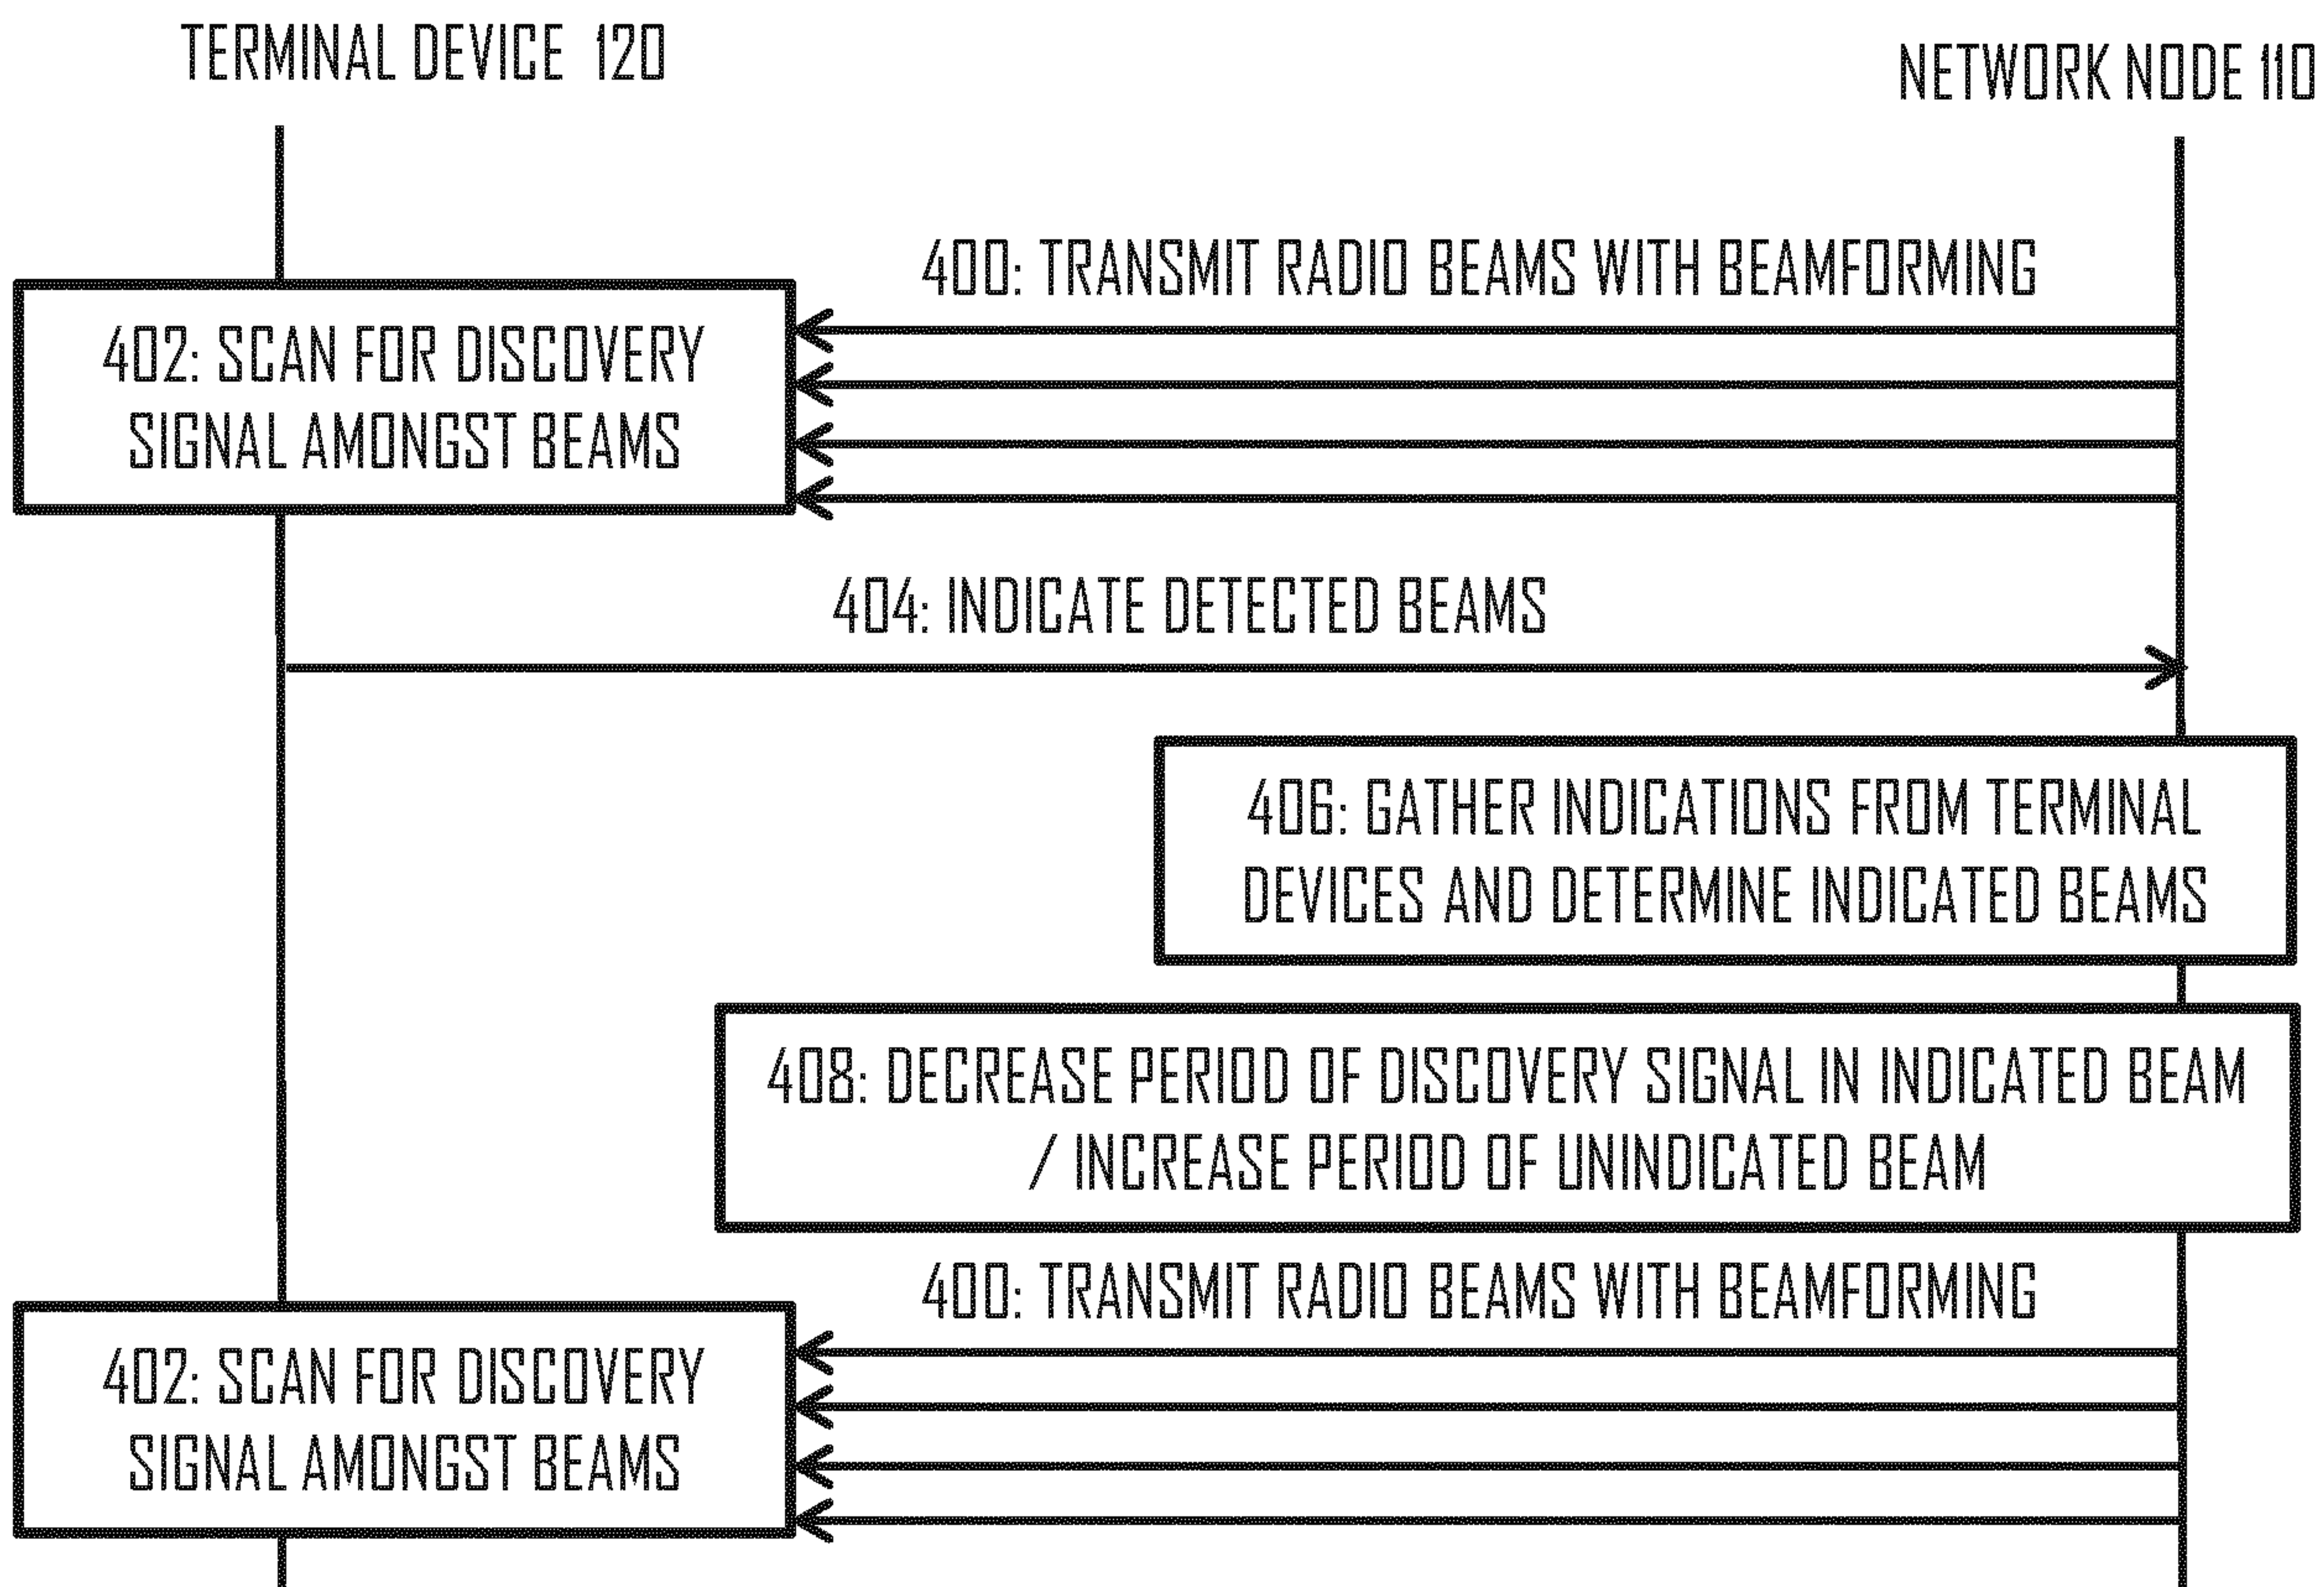 TERMINAL DEVICE 120
NETWORK NODE 110
400: TRANSMIT RADIO BEAMS WITH BEAMFORMING
402: SCAN FOR DISCOVERY
SIGNAL AMONGST BEAMS
404: INDICATE DETECTED BEAMS
406: GATHER INDICATIONS FROM TERMINAL
DEVICES AND DETERMINE INDICATED BEAMS
408: DECREASE PERIOD OF DISCOVERY SIGNAL IN INDICATED BEAM
/ INCREASE PERIOD OF UNINDICATED BEAM
400: TRANSMIT RADIO BEAMS WITH BEAMFORMING
402: SCAN FOR DISCOVERY
SIGNAL AMONGST BEAMS